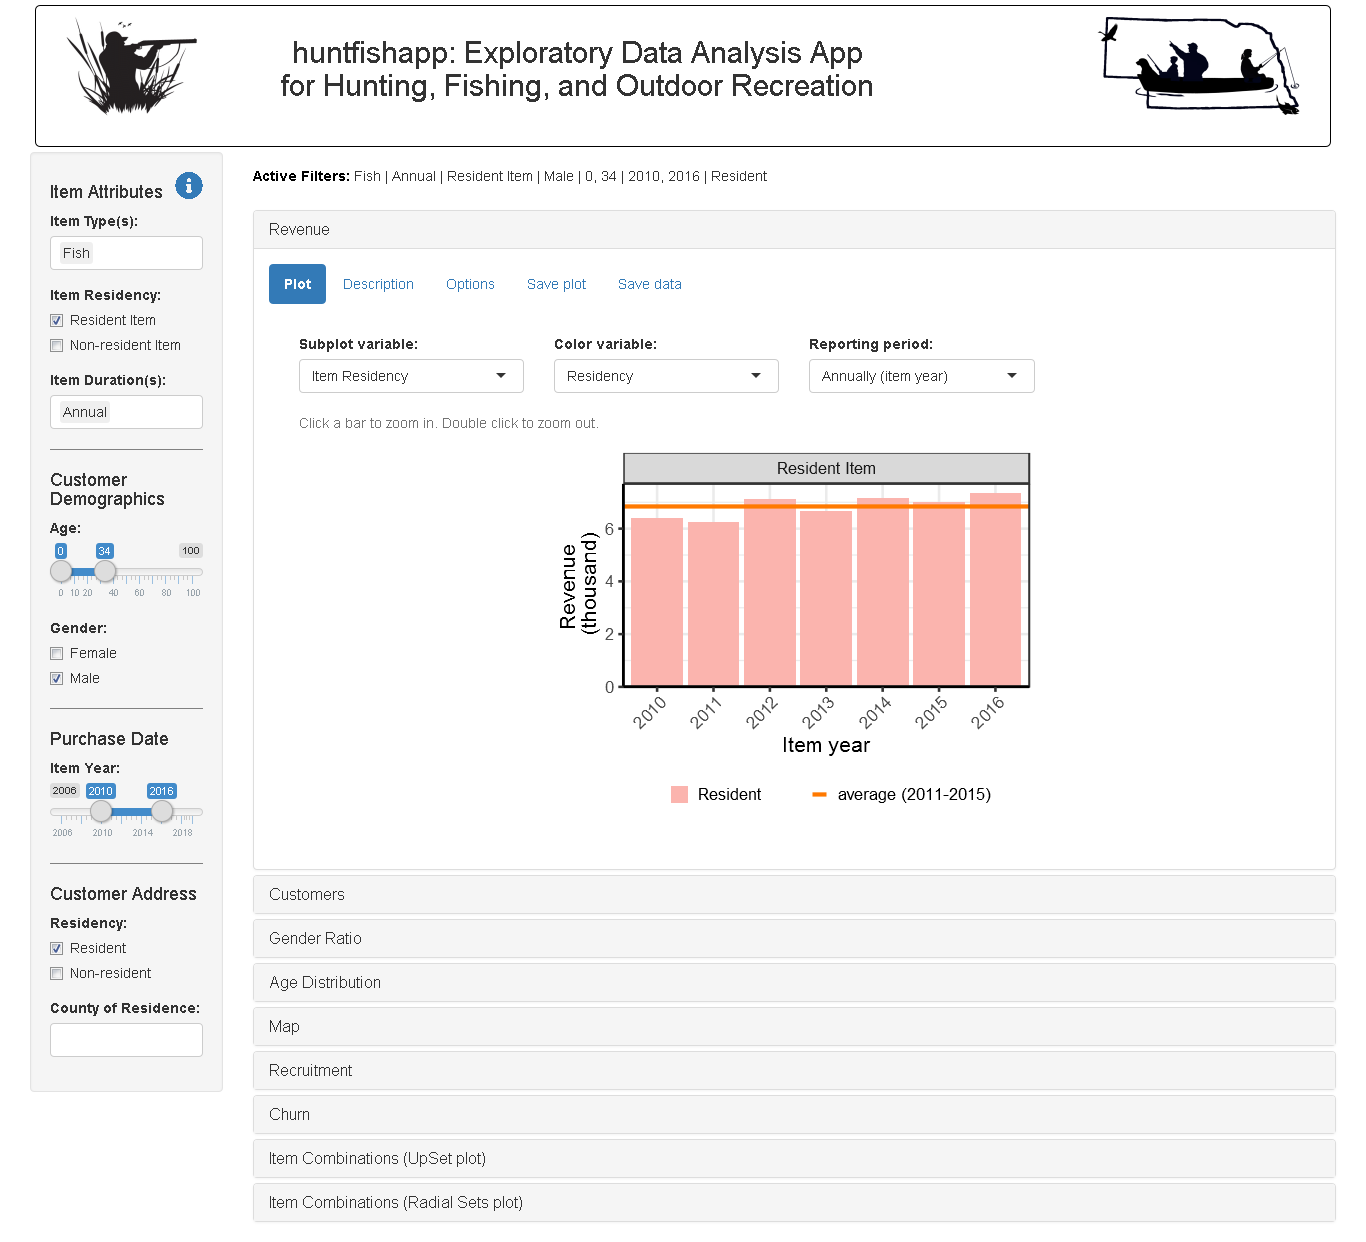 huntfishapp: Exploratory Data Analysis App
for Hunting, Fishing, and Outdoor Recreation
Item Attributes
Item Type(s):
Fish
Item Residency:
Resident Item
Non-resident Item
Item Duration(s):
Annual
Customer
Demographics
Age:
0 34 100
0 10 20 40 60 80 100
Gender:
Female
Male
Purchase Date
Item Year:
2006 2010 2016
2006 2010 2014 2018
Customer Address
Residency:
Resident
Non-resident
County of Residence:
Active Filters: Fish | Annual | Resident Item | Male | 0, 34 | 2010, 2016 | Resident
Revenue
Plot Description Options Save plot Save data
Subplot variable: Color variable: Reporting period:
Item Residency Residency Annually (item year)
Click a bar to zoom in. Double click to zoom out.
Resident Item
Revenue
(thousand)
6
4
2
0
2010 2011 2012 2013 2014 2015 2016
Item year
Resident average (2011-2015)
Customers
Gender Ratio
Age Distribution
Map
Recruitment
Churn
Item Combinations (UpSet plot)
Item Combinations (Radial Sets plot)